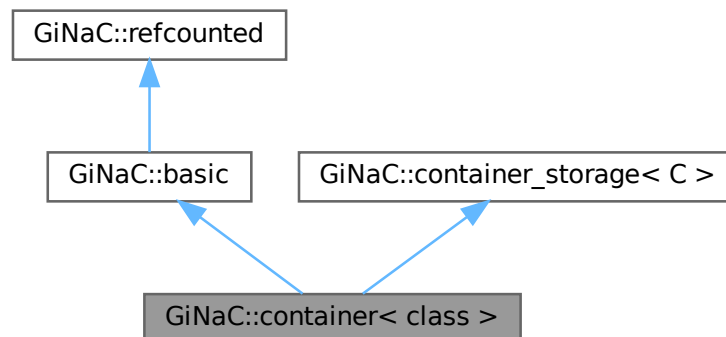 GiNaC::refcounted
GiNaC::basic
GiNaC::container_storage< C >
GiNaC::container< class >